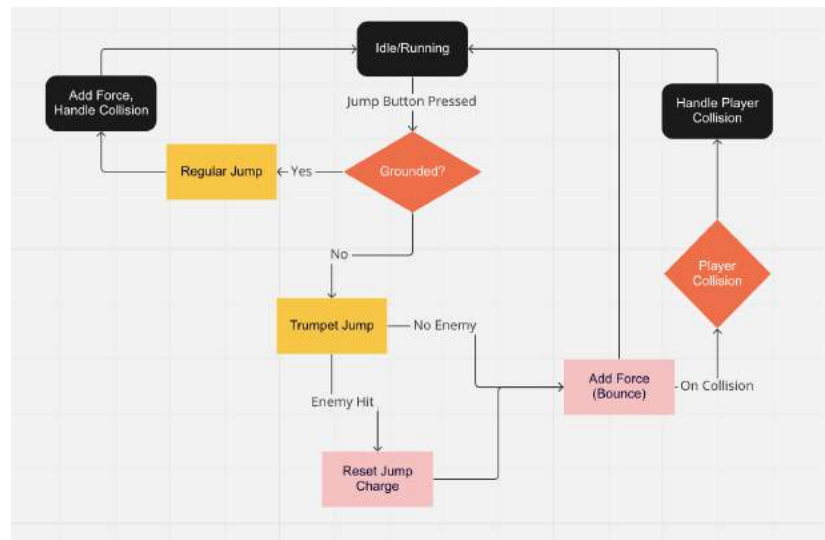 Idle/Running
Add Force,
Handle Collision
Jump Button Pressed
Handle Player
Collision
Regular Jump
Yes
Grounded?
No
Player
Collision
Trumpet Jump
No Enemy
Add Force
(Bounce)
On Collision
Enemy Hit
Reset Jump
Charge